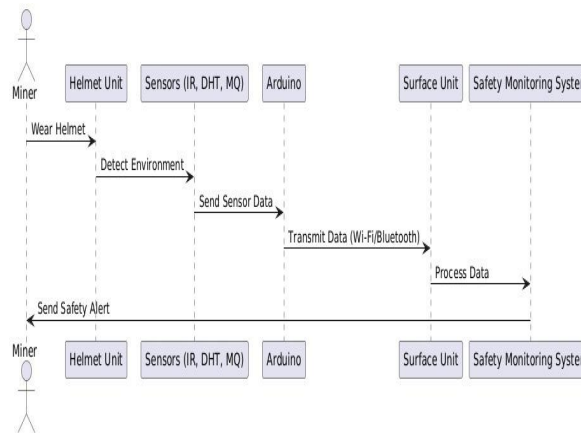 Miner
Helmet Unit
Sensors (IR, DHT, MQ)
Arduino
Surface Unit
Safety Monitoring System
Wear Helmet
Detect Environment
Send Sensor Data
Transmit Data (Wi-Fi/Bluetooth)
Process Data
Send Safety Alert
Miner
Helmet Unit
Sensors (IR, DHT, MQ)
Arduino
Surface Unit
Safety Monitoring System